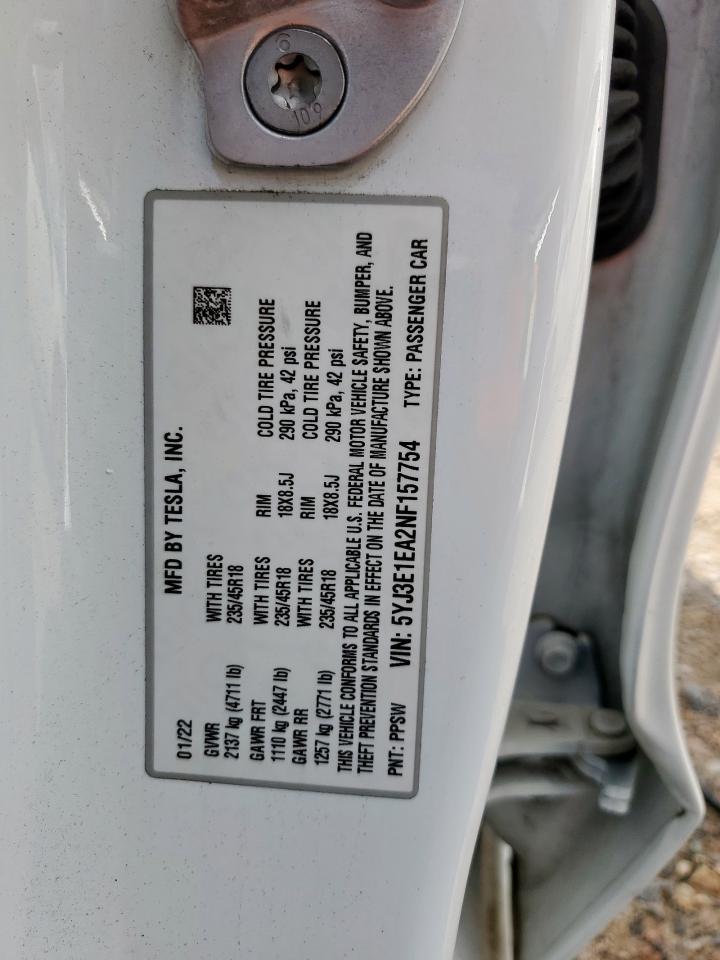 6
10.9
MFD BY TESLA, INC.
01/22
GVWR WITH TIRES
2137 kg (4711 lb) 235/45R18
GAWR FRT WITH TIRES RIM COLD TIRE PRESSURE
1110 kg (2447 lb) 235/45R18 18X8.5J 290 kPa, 42 psi
GAWR RR WITH TIRES RIM COLD TIRE PRESSURE
1257 kg (2771 lb) 235/45R18 18X8.5J 290 kPa, 42 psi
THIS VEHICLE CONFORMS TO ALL APPLICABLE U.S. FEDERAL MOTOR VEHICLE SAFETY, BUMPER, AND
THEFT PREVENTION STANDARDS IN EFFECT ON THE DATE OF MANUFACTURE SHOWN ABOVE.
PNT: PPSW VIN: 5YJ3E1EA2NF157754 TYPE: PASSENGER CAR